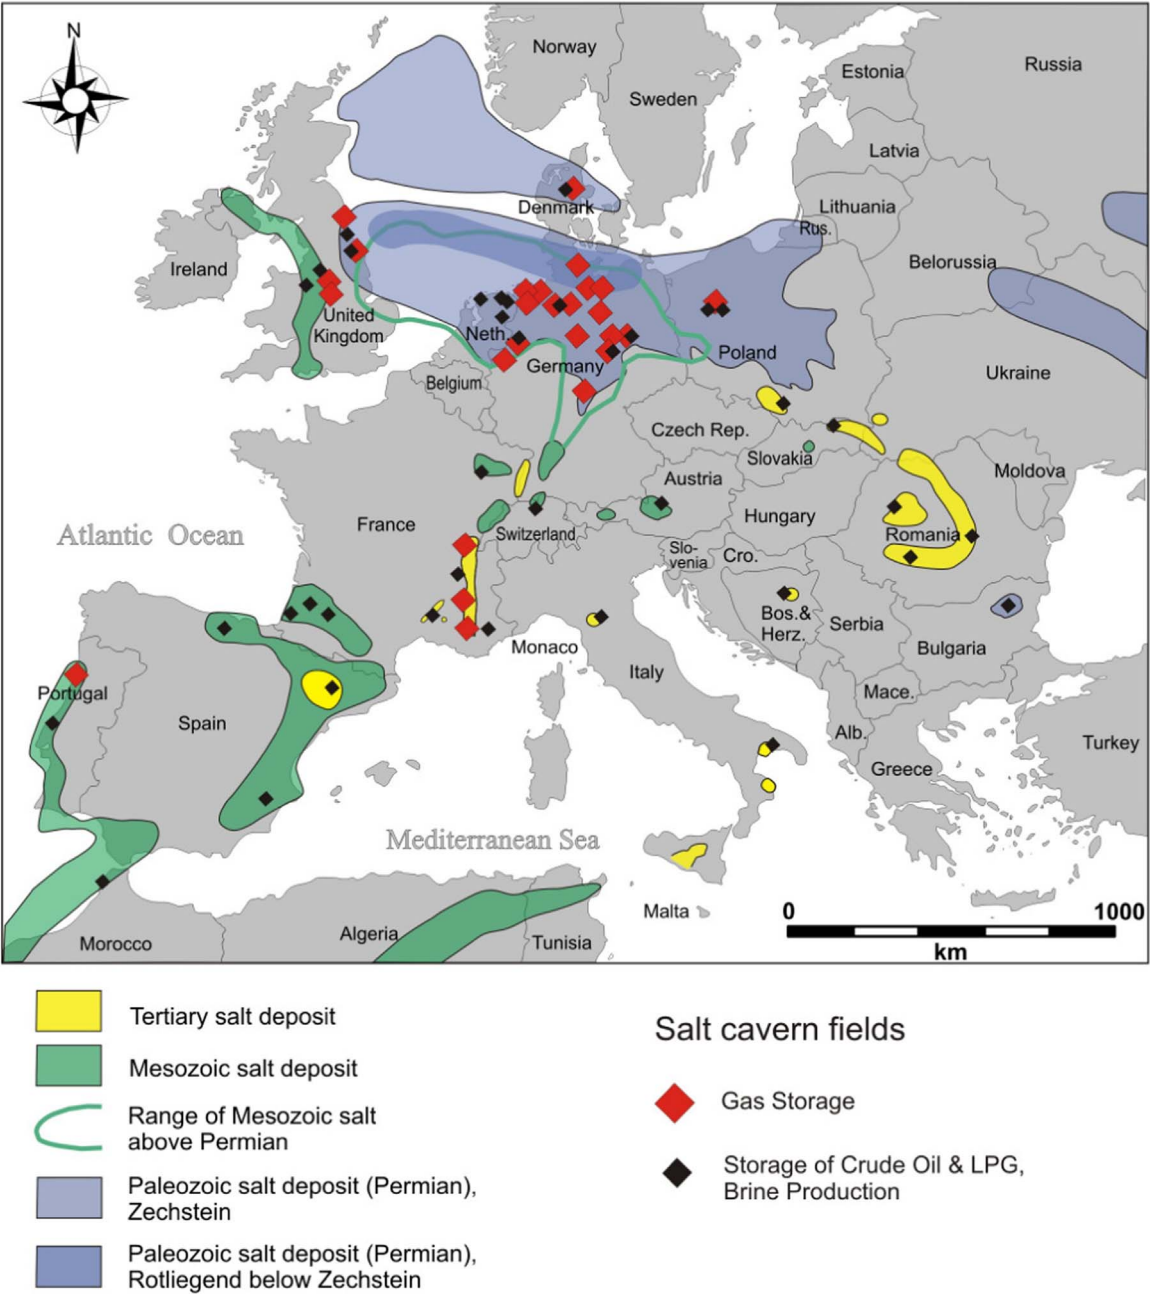 N
Norway
Sweden
Estonia
Russia
Latvia
Lithuania
Rus.
Denmark
Ireland
United
Kingdom
Belorussia
Neth.
Germany
Poland
Belgium
Ukraine
Czech Rep.
Slovakia
Austria
Moldova
Atlantic Ocean
France
Switzerland
Hungary
Romania
Slo-
venia
Cro.
Bos.&
Herz.
Serbia
Monaco
Bulgaria
Italy
Portugal
Spain
Mace.
Alb.
Greece
Turkey
Mediterranean Sea
Malta
0
1000
km
Morocco
Algeria
Tunisia
Tertiary salt deposit
Mesozoic salt deposit
Range of Mesozoic salt
above Permian
Paleozoic salt deposit (Permian),
Zechstein
Paleozoic salt deposit (Permian),
Rotliegend below Zechstein
Salt cavern fields
Gas Storage
Storage of Crude Oil & LPG,
Brine Production